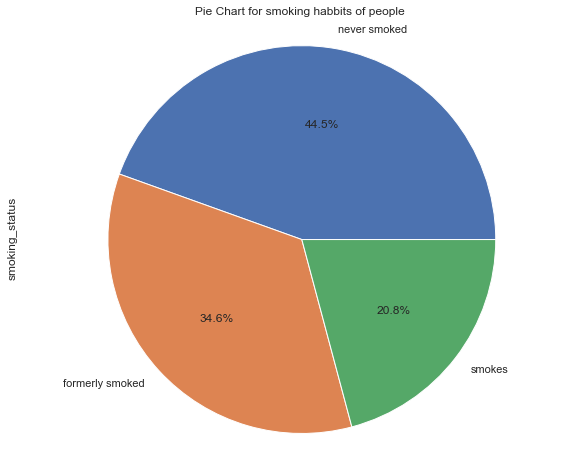 Pie Chart for smoking habbits of people
never smoked
44.5%
smoking_status
34.6%
20.8%
smokes
formerly smoked